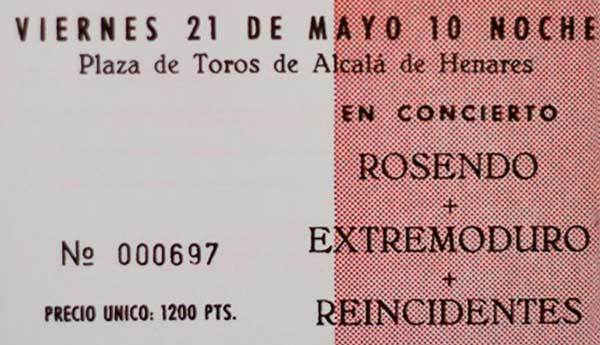 VIERNES 21 DE MAYO 10 NOCHE
Plaza de Toros de Alcalá de Henares
EN CONCIERTO
ROSENDO
+
EXTREMODURO
+
REINCIDENTES
Nº 000697
PRECIO UNICO: 1200 PTS.